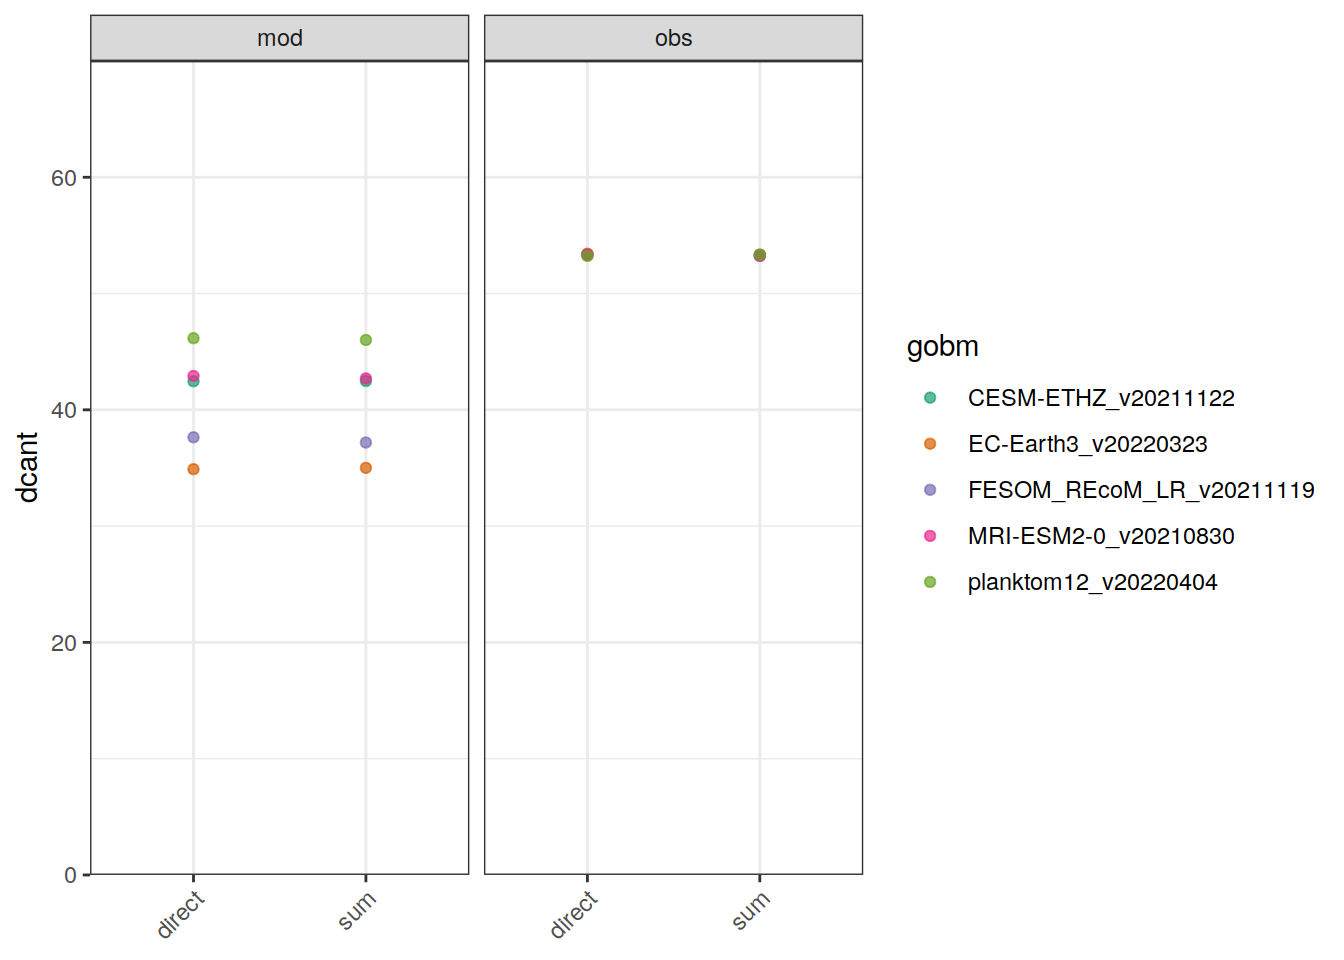 mod
obs
dcant
60
40
20
0
direct
sum
direct
sum
gobm
CESM-ETHZ_v20211122
EC-Earth3_v20220323
FESOM_REcoM_LR_v20211119
MRI-ESM2-0_v20210830
planktom12_v20220404